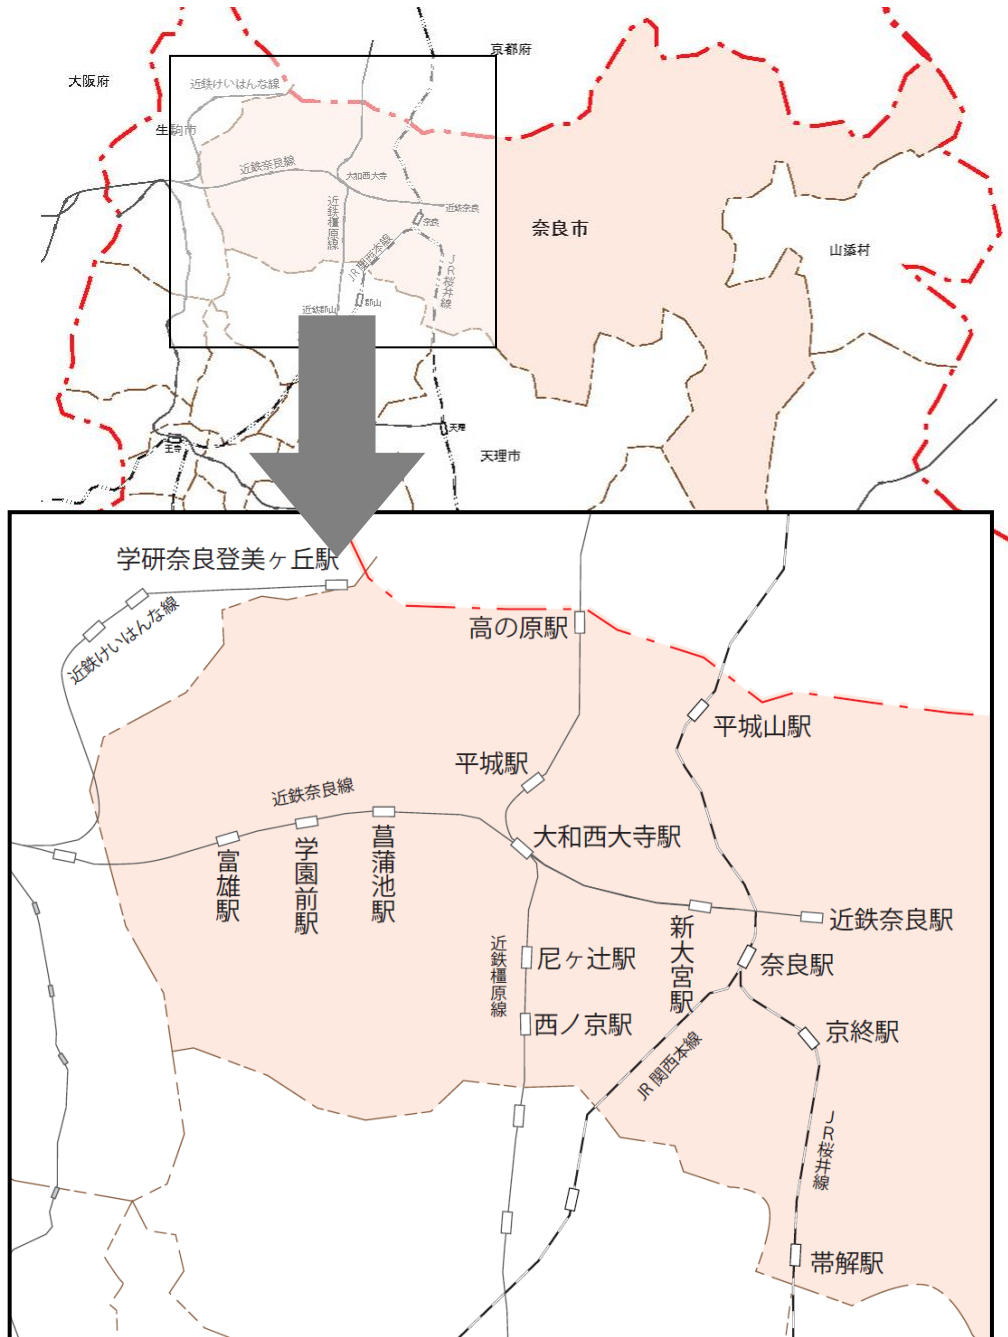 京都府
大阪府
近鉄けいはんな線
生駒市
近鉄奈良線
大和西大寺
近鉄橿原線
近鉄奈良
奈良
奈良市
JR関西本線
JR桜井線
山添村
郡山
近鉄郡山
天理
王寺
天理市
学研奈良登美ヶ丘駅
近鉄けいはんな線
高の原駅
平城山駅
平城駅
近鉄奈良線
大和西大寺駅
富雄駅
学園前駅
菖蒲池駅
近鉄奈良駅
新大宮駅
近鉄橿原線
尼ヶ辻駅
奈良駅
西ノ京駅
京終駅
JR関西本線
JR桜井線
帯解駅